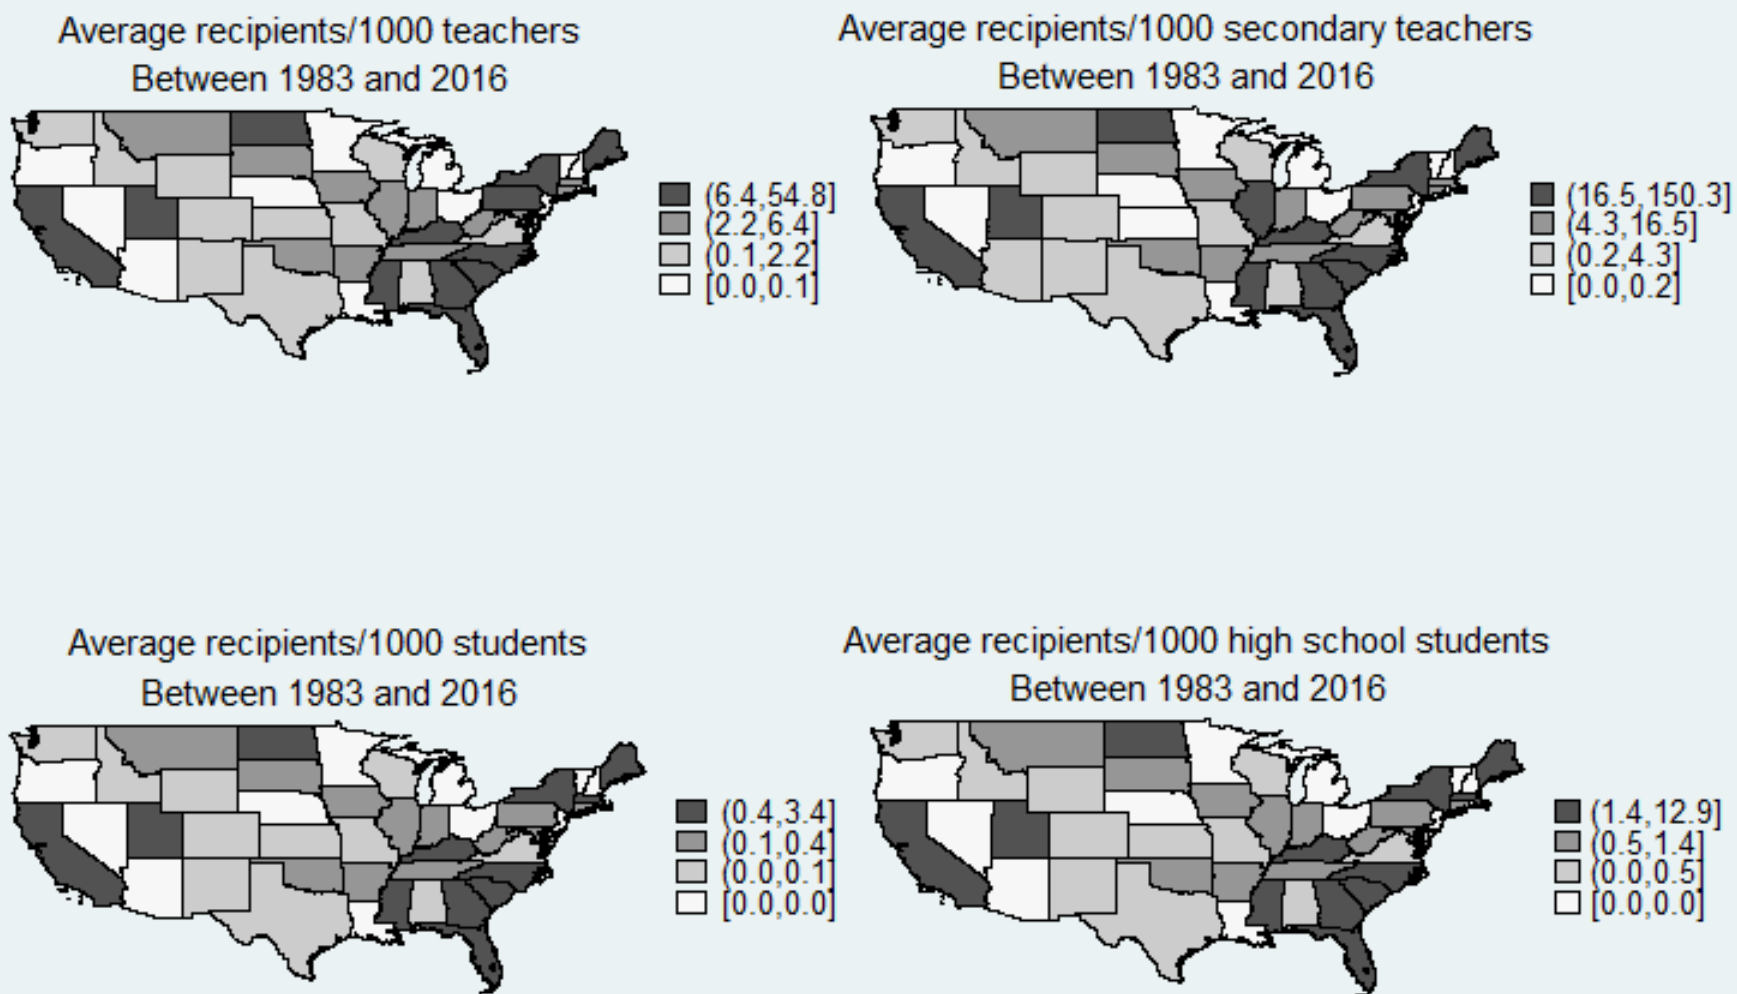 Average recipients/1000 teachers
Between 1983 and 2016
(6.4,54.8]
(2.2,6.4]
(0.1,2.2]
[0.0,0.1]
Average recipients/1000 secondary teachers
Between 1983 and 2016
(16.5,150.3]
(4.3,16.5]
(0.2,4.3]
[0.0,0.2]
Average recipients/1000 students
Between 1983 and 2016
(0.4,3.4]
(0.1,0.4]
(0.0,0.1]
[0.0,0.0]
Average recipients/1000 high school students
Between 1983 and 2016
(1.4,12.9]
(0.5,1.4]
(0.0,0.5]
[0.0,0.0]